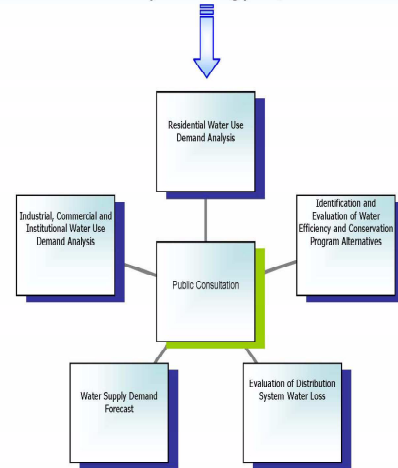 Residential Water Use
Demand Analysis
Industrial, Commercial and
Institutional Water Use
Demand Analysis
Identification and
Evaluation of Water
Efficiency and Conservation
Program Alternatives
Public Consultation
Water Supply Demand
Forecast
Evaluation of Distribution
System Water Loss